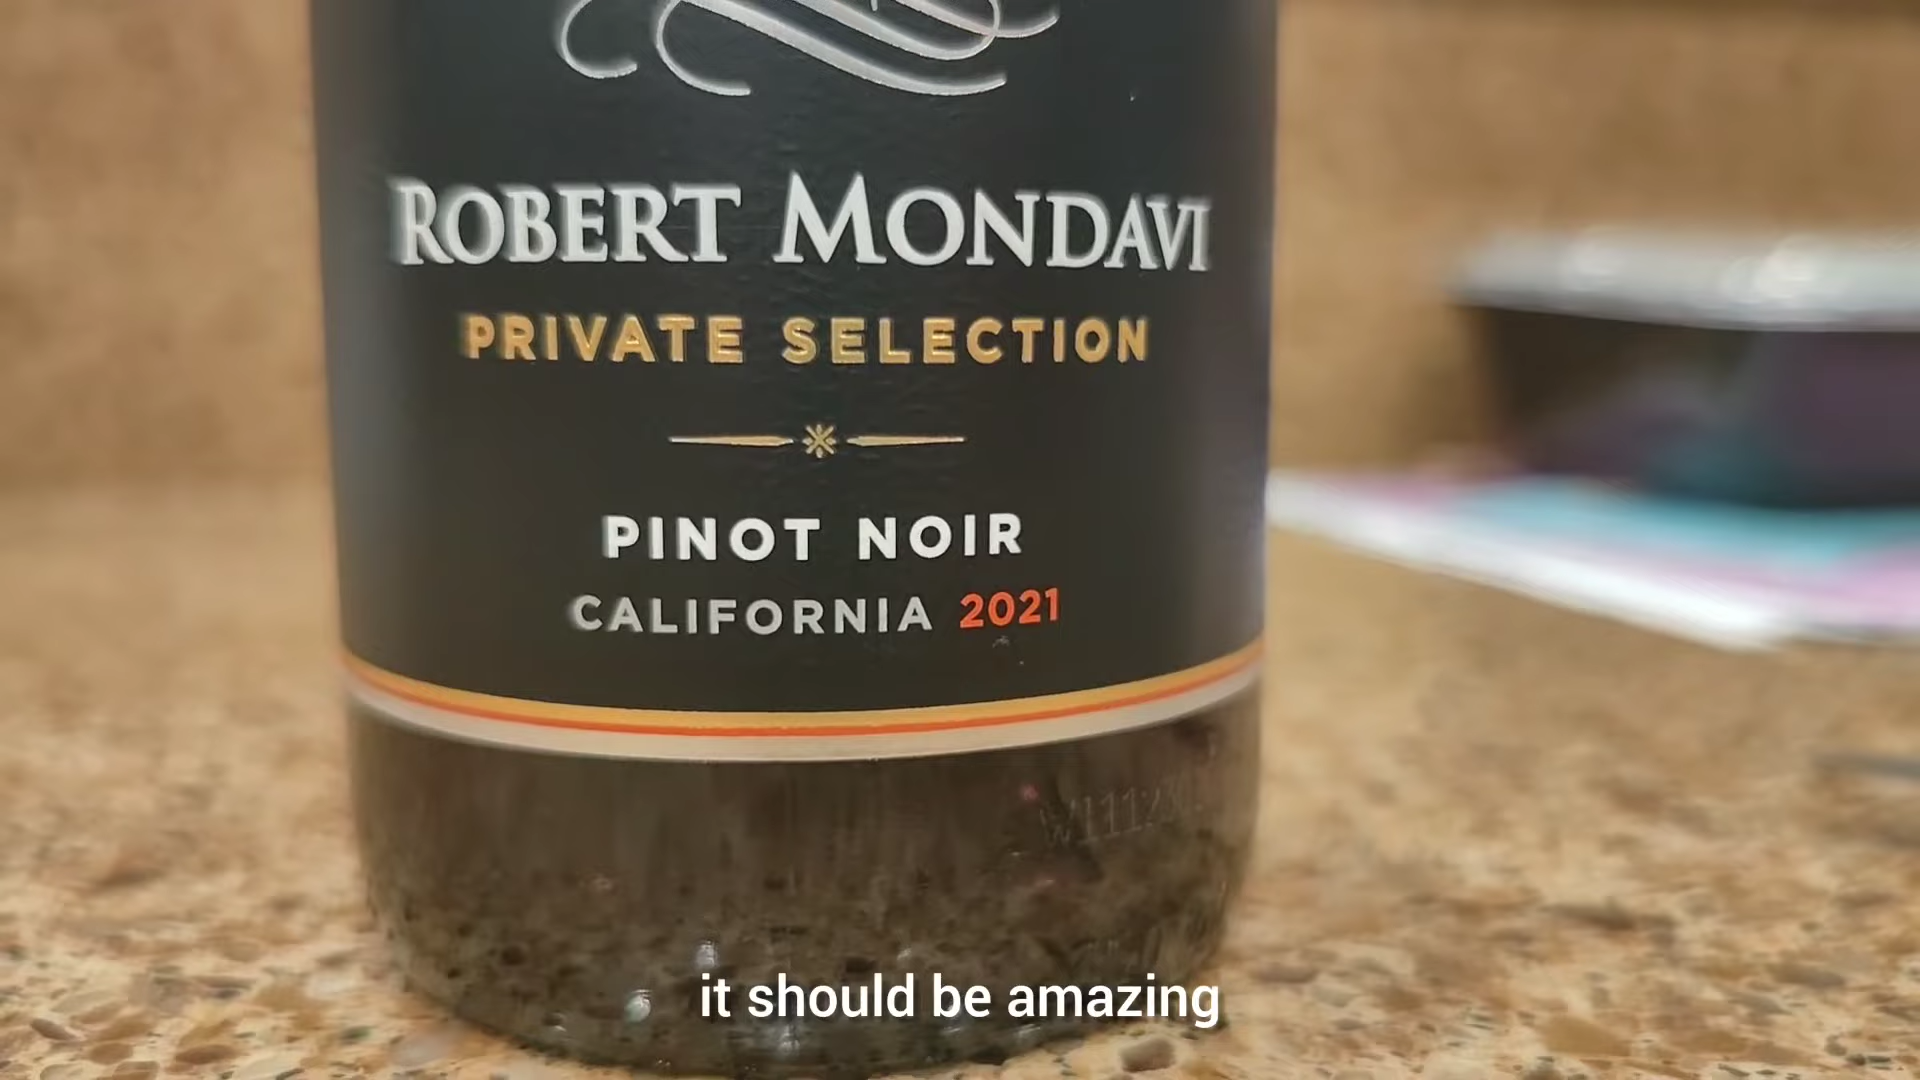 ROBERT MONDAVI
PRIVATE SELECTION
PINOT NOIR
CALIFORNIA 2021
it should be amazing